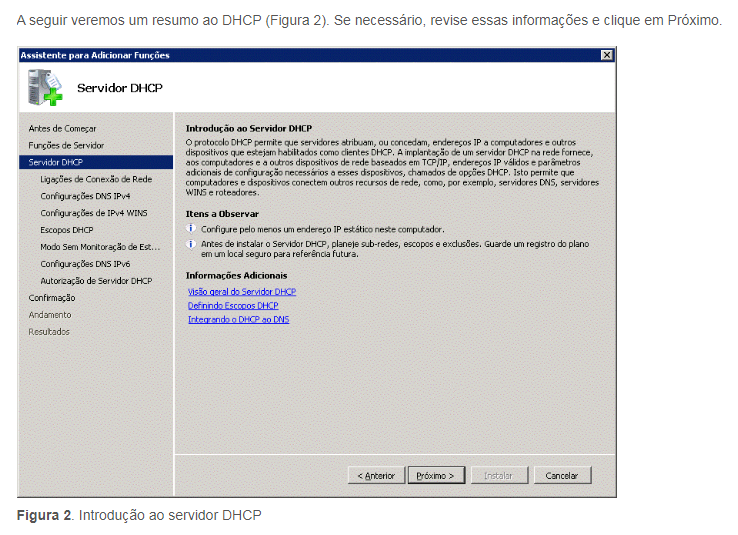 A seguir veremos um resumo ao DHCP (Figura 2). Se necessário, revise essas informações e clique em Próximo.
Assistente para Adicionar Funções
Servidor DHCP
Antes de Começar
Funções de Servidor
Servidor DHCP
Ligações de Conexão de Rede
Configurações DNS IPv4
Configurações de IPv4 WINS
Escopos DHCP
Modo Sem Monitoração de Est...
Configurações DNS IPv6
Autorização de Servidor DHCP
Confirmação
Andamento
Resultados
Introdução ao Servidor DHCP
O protocolo DHCP permite que servidores atribuam, ou concedam, endereços IP a computadores e outros
dispositivos que estejam habilitados como clientes DHCP. A implantação de um servidor DHCP na rede fornece,
aos computadores e a outros dispositivos de rede baseados em TCP/IP, endereços IP válidos e parâmetros
adicionais de configuração necessários a esses dispositivos, chamados de opções DHCP. Isto permite que
computadores e dispositivos conectem outros recursos de rede, como, por exemplo, servidores DNS, servidores
WINS e roteadores.
Itens a Observar
Configure pelo menos um endereço IP estático neste computador.
Antes de instalar o Servidor DHCP, planeje sub-redes, escopos e exclusões. Guarde um registro do plano
em um local seguro para referência futura.
Informações Adicionais
Visão geral do Servidor DHCP
Definindo Escopos DHCP
Integrando o DHCP ao DNS
< Anterior
Próximo >
Instalar
Cancelar
Figura 2. Introdução ao servidor DHCP